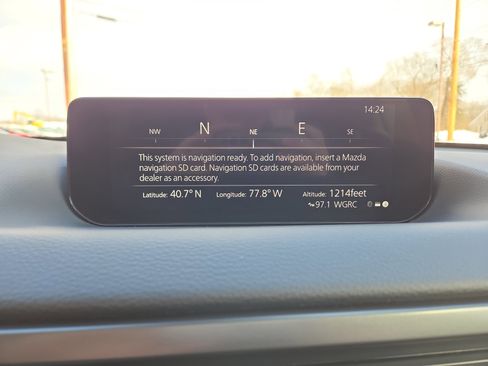 14:24
NW N NE E SE
This system is navigation ready. To add navigation, insert a Mazda
navigation SD card. Navigation SD cards are available from your
dealer as an accessory.
Latitude: 40.7° N Longitude: 77.8° W Altitude: 1214feet
97.1 WGRC